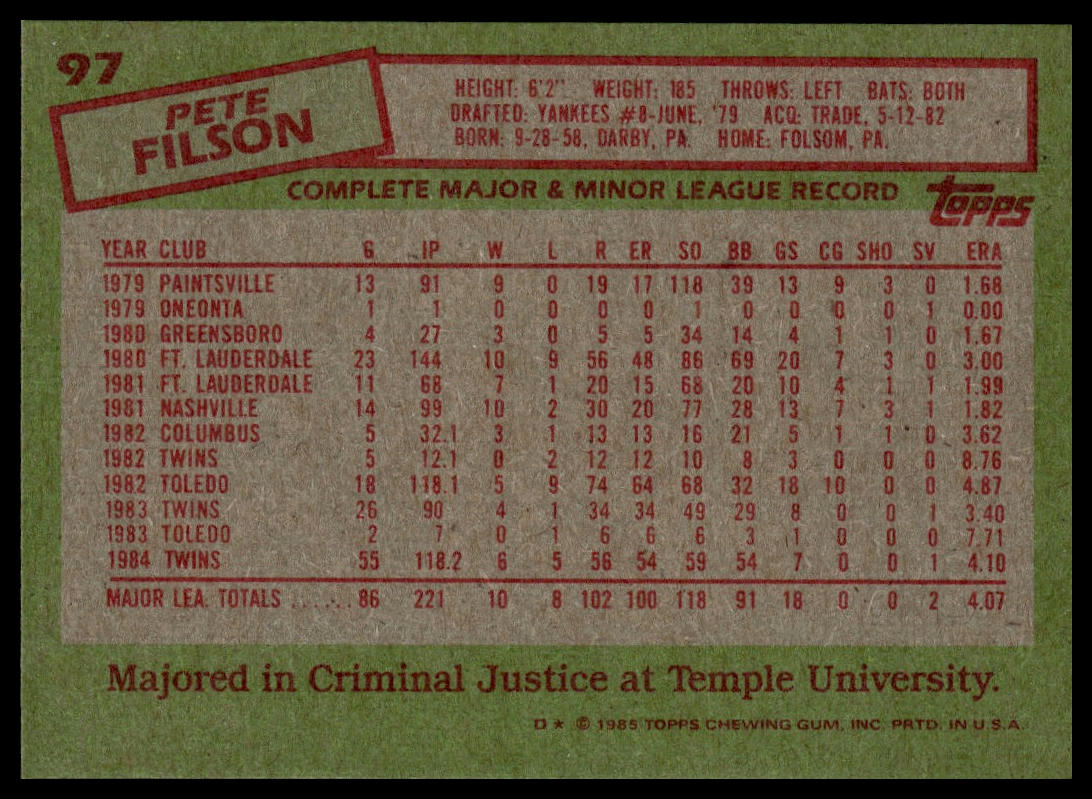 97
PETE
FILSON
HEIGHT: 6'2" WEIGHT: 185 THROWS: LEFT BATS: BOTH
DRAFTED: YANKEES #8-JUNE, '79 ACQ: TRADE, 5-12-82
BORN: 9-28-58, DARBY, PA. HOME: FOLSOM, PA.
COMPLETE MAJOR & MINOR LEAGUE RECORD
TOPPS
YEAR CLUB G IP W L R ER SO BB GS CG SHO SV ERA
1979 PAINTSVILLE 13 91 9 0 19 17 118 39 13 9 3 0 1.68
1979 ONEONTA 1 1 0 0 0 0 1 0 0 0 0 1 0.00
1980 GREENSBORO 4 27 3 0 5 5 34 14 4 1 1 0 1.67
1980 FT. LAUDERDALE 23 144 10 9 56 48 86 69 20 7 3 0 3.00
1981 FT. LAUDERDALE 11 68 7 1 20 15 68 20 10 4 1 1 1.99
1981 NASHVILLE 14 99 10 2 30 20 77 28 13 7 3 1 1.82
1982 COLUMBUS 5 32.1 3 1 13 13 16 21 5 1 1 0 3.62
1982 TWINS 5 12.1 0 2 12 12 10 8 3 0 0 0 8.76
1982 TOLEDO 18 118.1 5 9 74 64 68 32 18 10 0 0 4.87
1983 TWINS 26 90 4 1 34 34 49 29 8 0 0 1 3.40
1983 TOLEDO 2 7 0 1 6 6 6 3 1 0 0 0 7.71
1984 TWINS 55 118.2 6 5 56 54 59 54 7 0 0 1 4.10
MAJOR LEA. TOTALS ...... 86 221 10 8 102 100 118 91 18 0 0 2 4.07
Majored in Criminal Justice at Temple University.
D ★ © 1985 TOPPS CHEWING GUM, INC. PRTD. IN U.S.A.